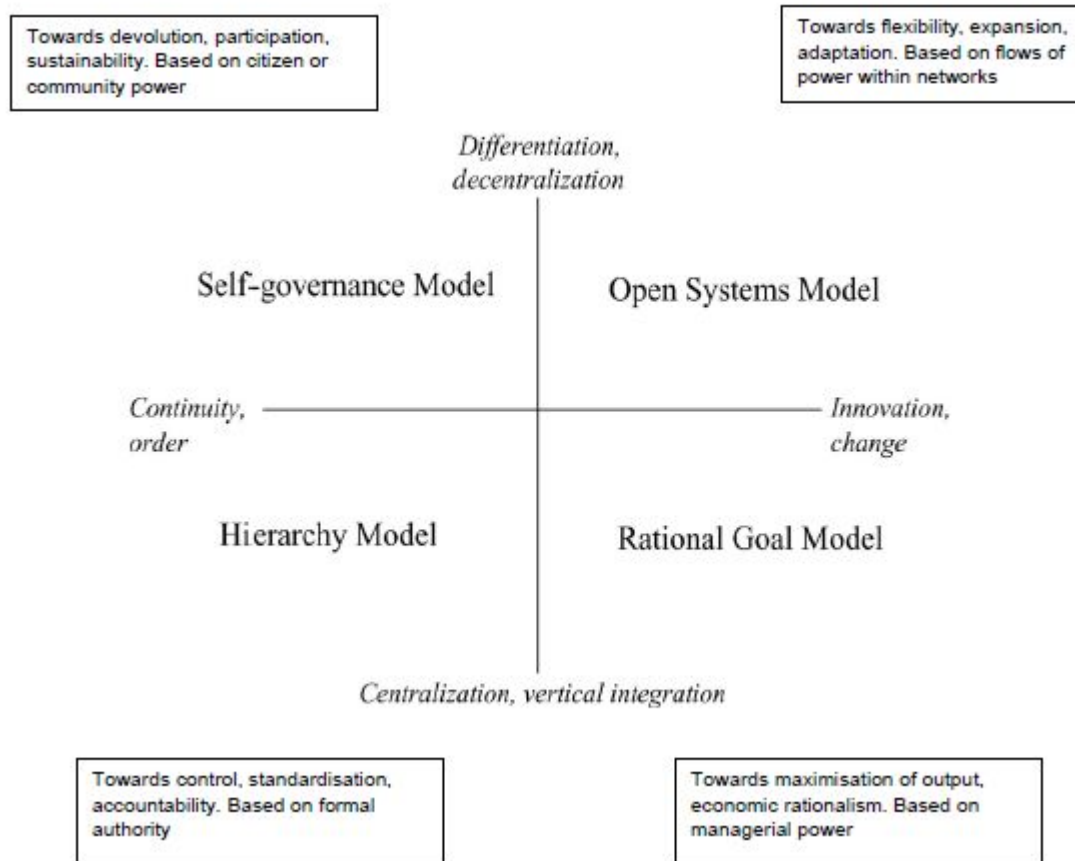 Towards devolution, participation,
sustainability. Based on citizen or
community power
Towards flexibility, expansion,
adaptation. Based on flows of
power within networks
Differentiation,
decentralization
Self-governance Model
Open Systems Model
Continuity,
order
Innovation,
change
Hierarchy Model
Rational Goal Model
Centralization, vertical integration
Towards control, standardisation,
accountability. Based on formal
authority
Towards maximisation of output,
economic rationalism. Based on
managerial power